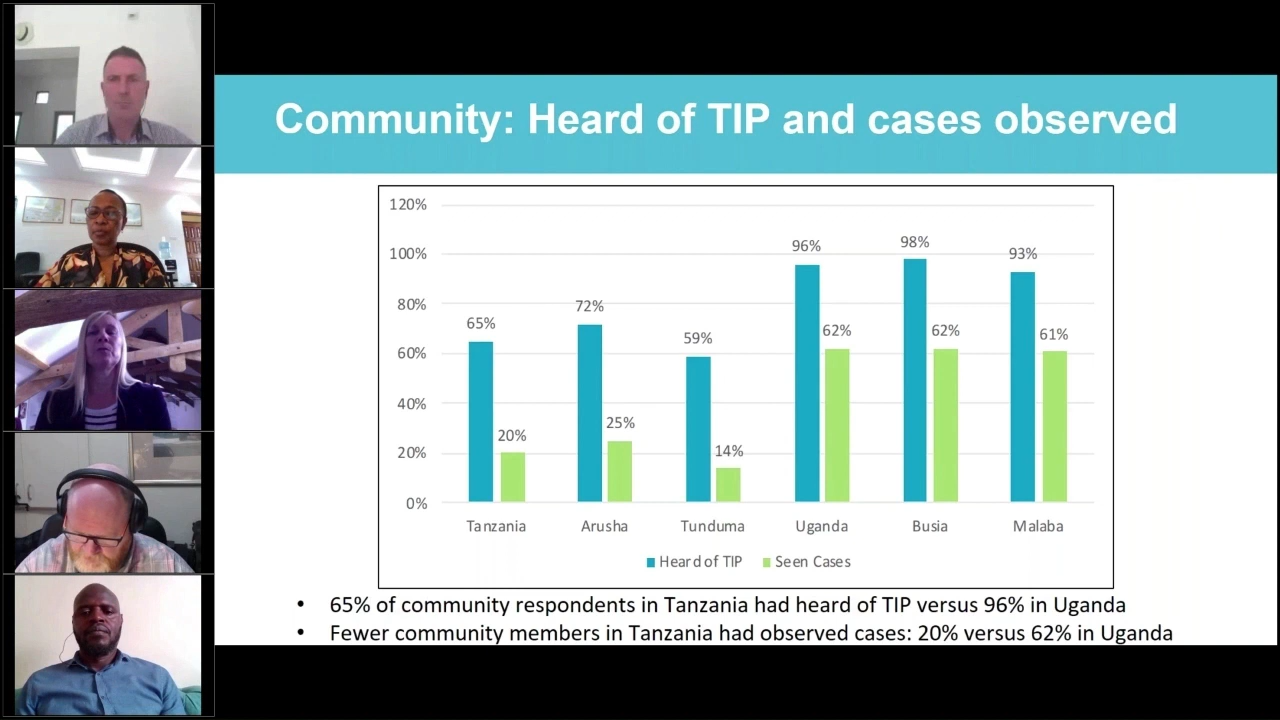 Community: Heard of TIP and cases observed
120%
100%
80%
60%
40%
20%
0%
65%
20%
72%
25%
59%
14%
96%
62%
98%
62%
93%
61%
Tanzania
Arusha
Tunduma
Uganda
Busia
Malaba
Heard of TIP
Seen Cases
• 65% of community respondents in Tanzania had heard of TIP versus 96% in Uganda
• Fewer community members in Tanzania had observed cases: 20% versus 62% in Uganda